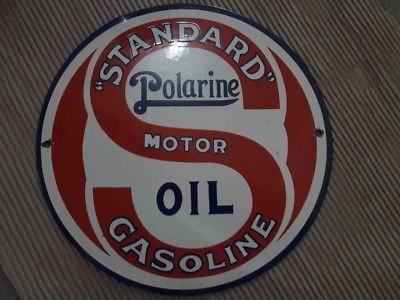 "STANDARD"
Polarine
MOTOR
OIL
GASOLINE